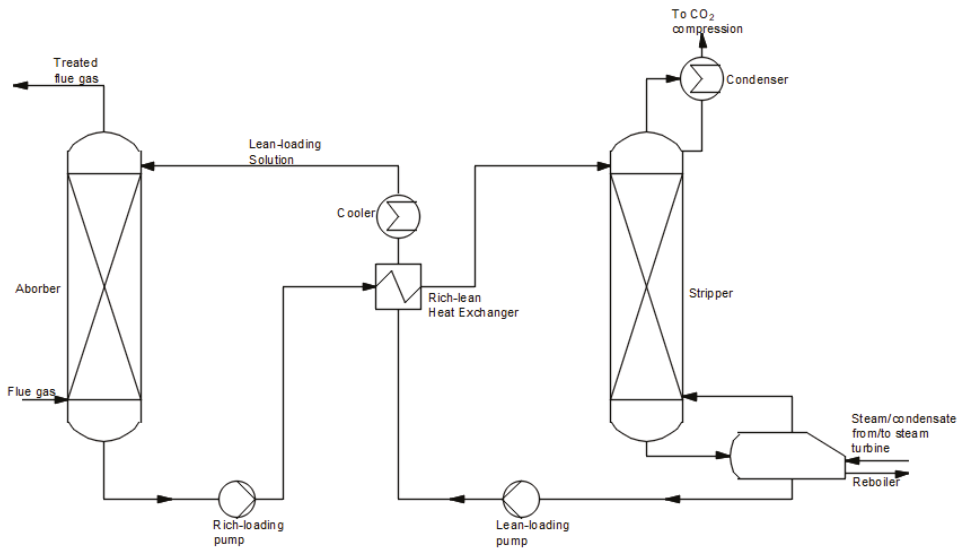 To CO₂
compression
Treated
flue gas
Condenser
Lean-loading
Solution
Cooler
Aborber
Rich-lean
Heat Exchanger
Stripper
Flue gas
Steam/condensate
from/to steam
turbine
Reboiler
Rich-loading
pump
Lean-loading
pump